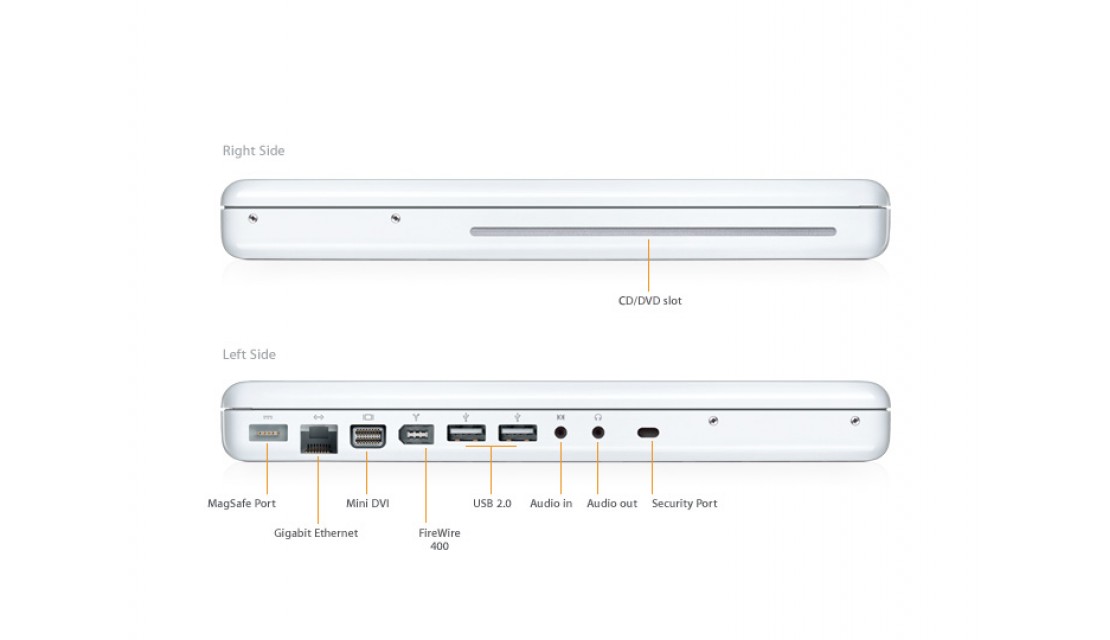 Right Side
CD/DVD slot
Left Side
MagSafe Port
Mini DVI
USB 2.0
Audio in
Audio out
Security Port
Gigabit Ethernet
FireWire
400